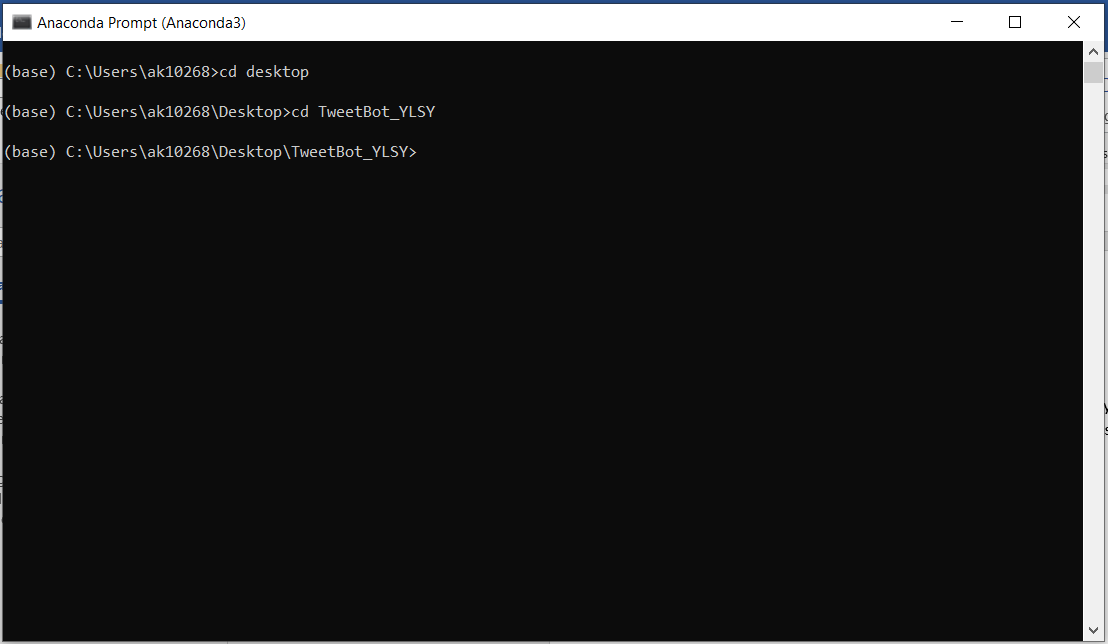 Anaconda Prompt (Anaconda3)
(base) C:\Users\ak10268>cd desktop
(base) C:\Users\ak10268\Desktop>cd TweetBot_YLSY
(base) C:\Users\ak10268\Desktop\TweetBot_YLSY>